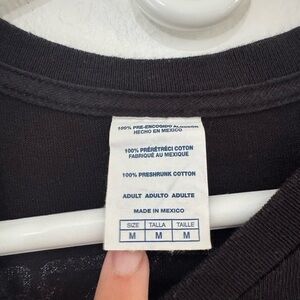 100% PRE-ENCOGIDO ALGODON
HECHO EN MEXICO
100% PRÉRÉTRÉCI COTON
FABRIQUÉ AU MEXIQUE
100% PRESHRUNK COTTON
ADULT ADULTO ADULTE
MADE IN MEXICO
SIZE TALLA TAILLE
M M M